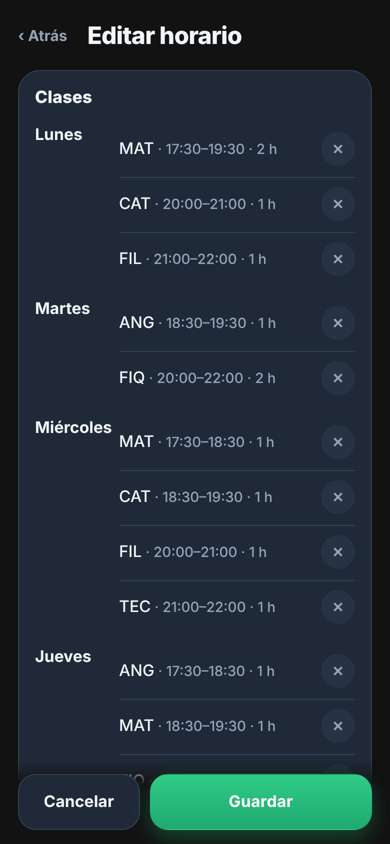 ‹ Atrás Editar horario
Clases
Lunes
MAT · 17:30–19:30 · 2 h ×
CAT · 20:00–21:00 · 1 h ×
FIL · 21:00–22:00 · 1 h ×
Martes
ANG · 18:30–19:30 · 1 h ×
FIQ · 20:00–22:00 · 2 h ×
Miércoles
MAT · 17:30–18:30 · 1 h ×
CAT · 18:30–19:30 · 1 h ×
FIL · 20:00–21:00 · 1 h ×
TEC · 21:00–22:00 · 1 h ×
Jueves
ANG · 17:30–18:30 · 1 h ×
MAT · 18:30–19:30 · 1 h ×
Cancelar Guardar